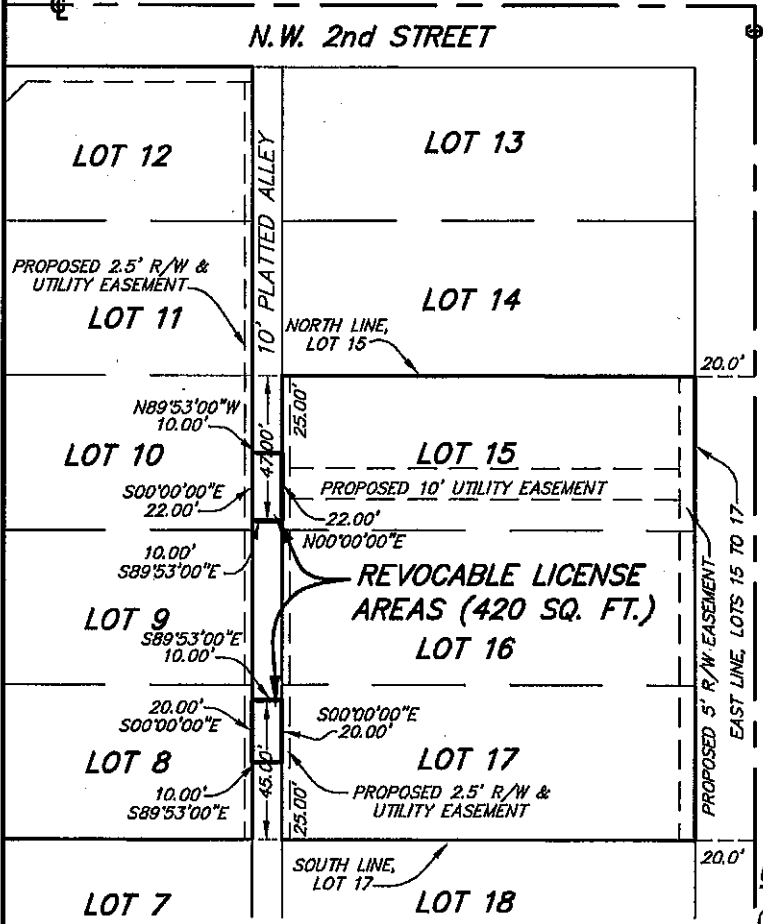 N.W. 2nd STREET
LOT 12
LOT 13
10' PLATTED ALLEY
PROPOSED 2.5' R/W &
UTILITY EASEMENT
LOT 11
LOT 14
NORTH LINE,
LOT 15
20.0'
N89°53'00"W
10.00'
25.00'
47.00'
LOT 10
LOT 15
S00°00'00"E
22.00'
PROPOSED 10' UTILITY EASEMENT
22.00'
N00°00'00"E
10.00'
S89°53'00"E
REVOCABLE LICENSE
AREAS (420 SQ. FT.)
LOT 9
LOT 16
S89°53'00"E
10.00'
PROPOSED 5' R/W EASEMENT
EAST LINE, LOTS 15 TO 17
20.00'
S00°00'00"E
S00°00'00"E
20.00'
LOT 8
LOT 17
45.00'
10.00'
S89°53'00"E
PROPOSED 2.5' R/W &
UTILITY EASEMENT
25.00'
SOUTH LINE,
LOT 17
20.0'
LOT 7
LOT 18